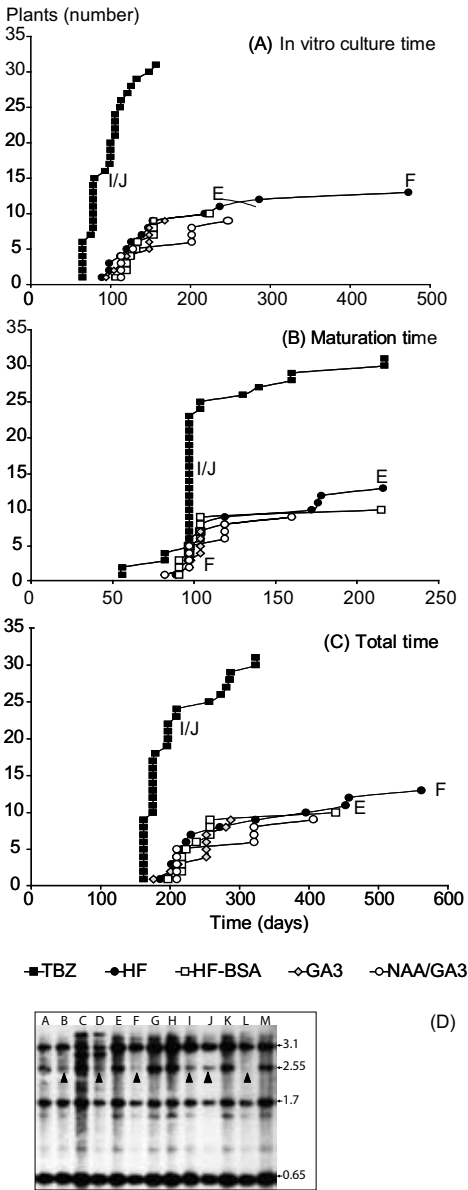 Plants (number)
(A) In vitro culture time
35
30
25
20
15
10
5
0
I/J
E
F
0 100 200 300 400 500
(B) Maturation time
35
30
25
20
15
10
5
0
I/J
E
F
0 50 100 150 200 250
(C) Total time
35
30
25
20
15
10
5
0
I/J
E
F
0 100 200 300 400 500 600
Time (days)
TBZ HF HF-BSA GA3 NAA/GA3
(D)
A B C D E F G H I J K L M
3.1
2.55
1.7
0.65